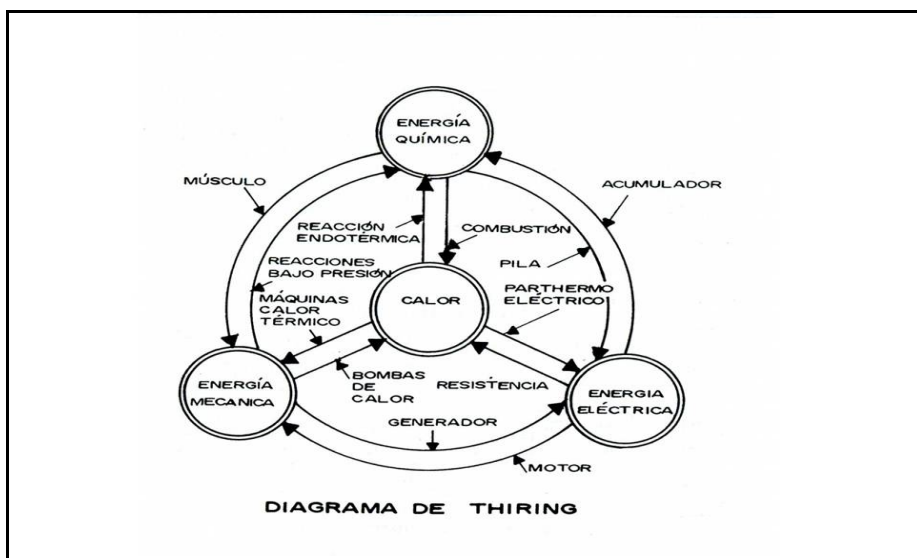 ENERGÍA
QUÍMICA
MÚSCULO
ACUMULADOR
REACCIÓN
ENDOTÉRMICA
COMBUSTIÓN
REACCIONES
BAJO PRESIÓN
PILA
MÁQUINAS
CALOR
TÉRMICO
CALOR
PARTHERMO
ELÉCTRICO
ENERGÍA
MECANICA
BOMBAS
DE
CALOR
RESISTENCIA
ENERGIA
ELÉCTRICA
GENERADOR
MOTOR
DIAGRAMA DE THIRING